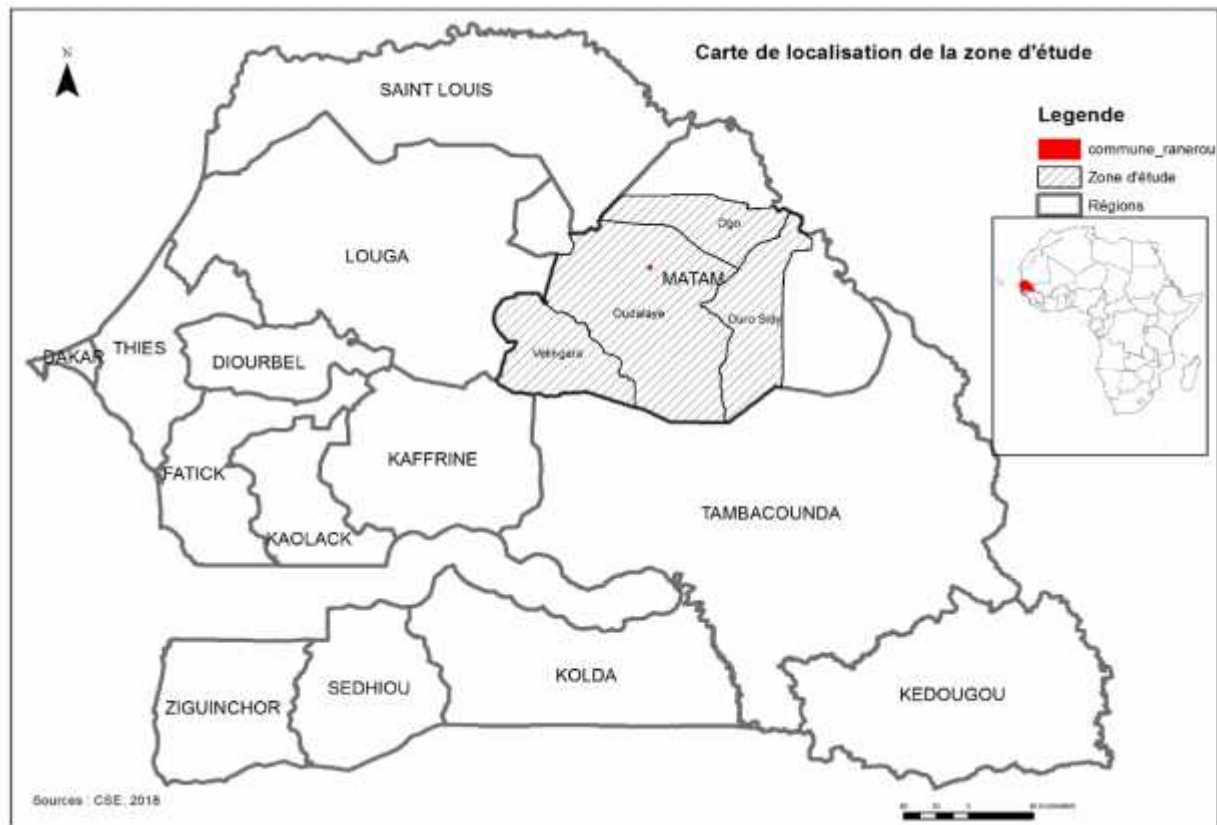 Carte de localisation de la zone d'étude
N
SAINT LOUIS
Legende
commune_ranerou
Zone d'étude
Régions
Ogo
LOUGA
MATAM
Oudalaye
Ouro Sidy
DAKAR
THIES
DIOURBEL
Velingara
FATICK
KAFFRINE
TAMBACOUNDA
KAOLACK
SEDHIOU
KOLDA
KEDOUGOU
ZIGUINCHOR
Sources : CSE, 2018